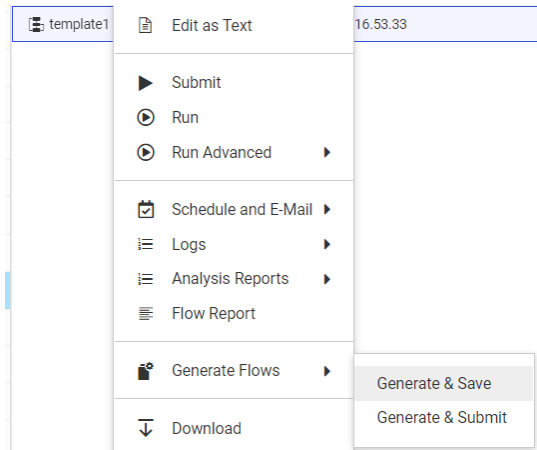 template1
16.53.33
Edit as Text
Submit
Run
Run Advanced
Schedule and E-Mail
Logs
Analysis Reports
Flow Report
Generate Flows
Generate & Save
Generate & Submit
Download